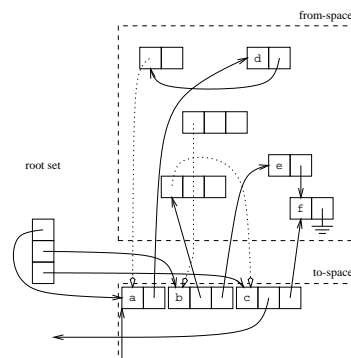 from-space
d
e
root set
f
to-space
a b c